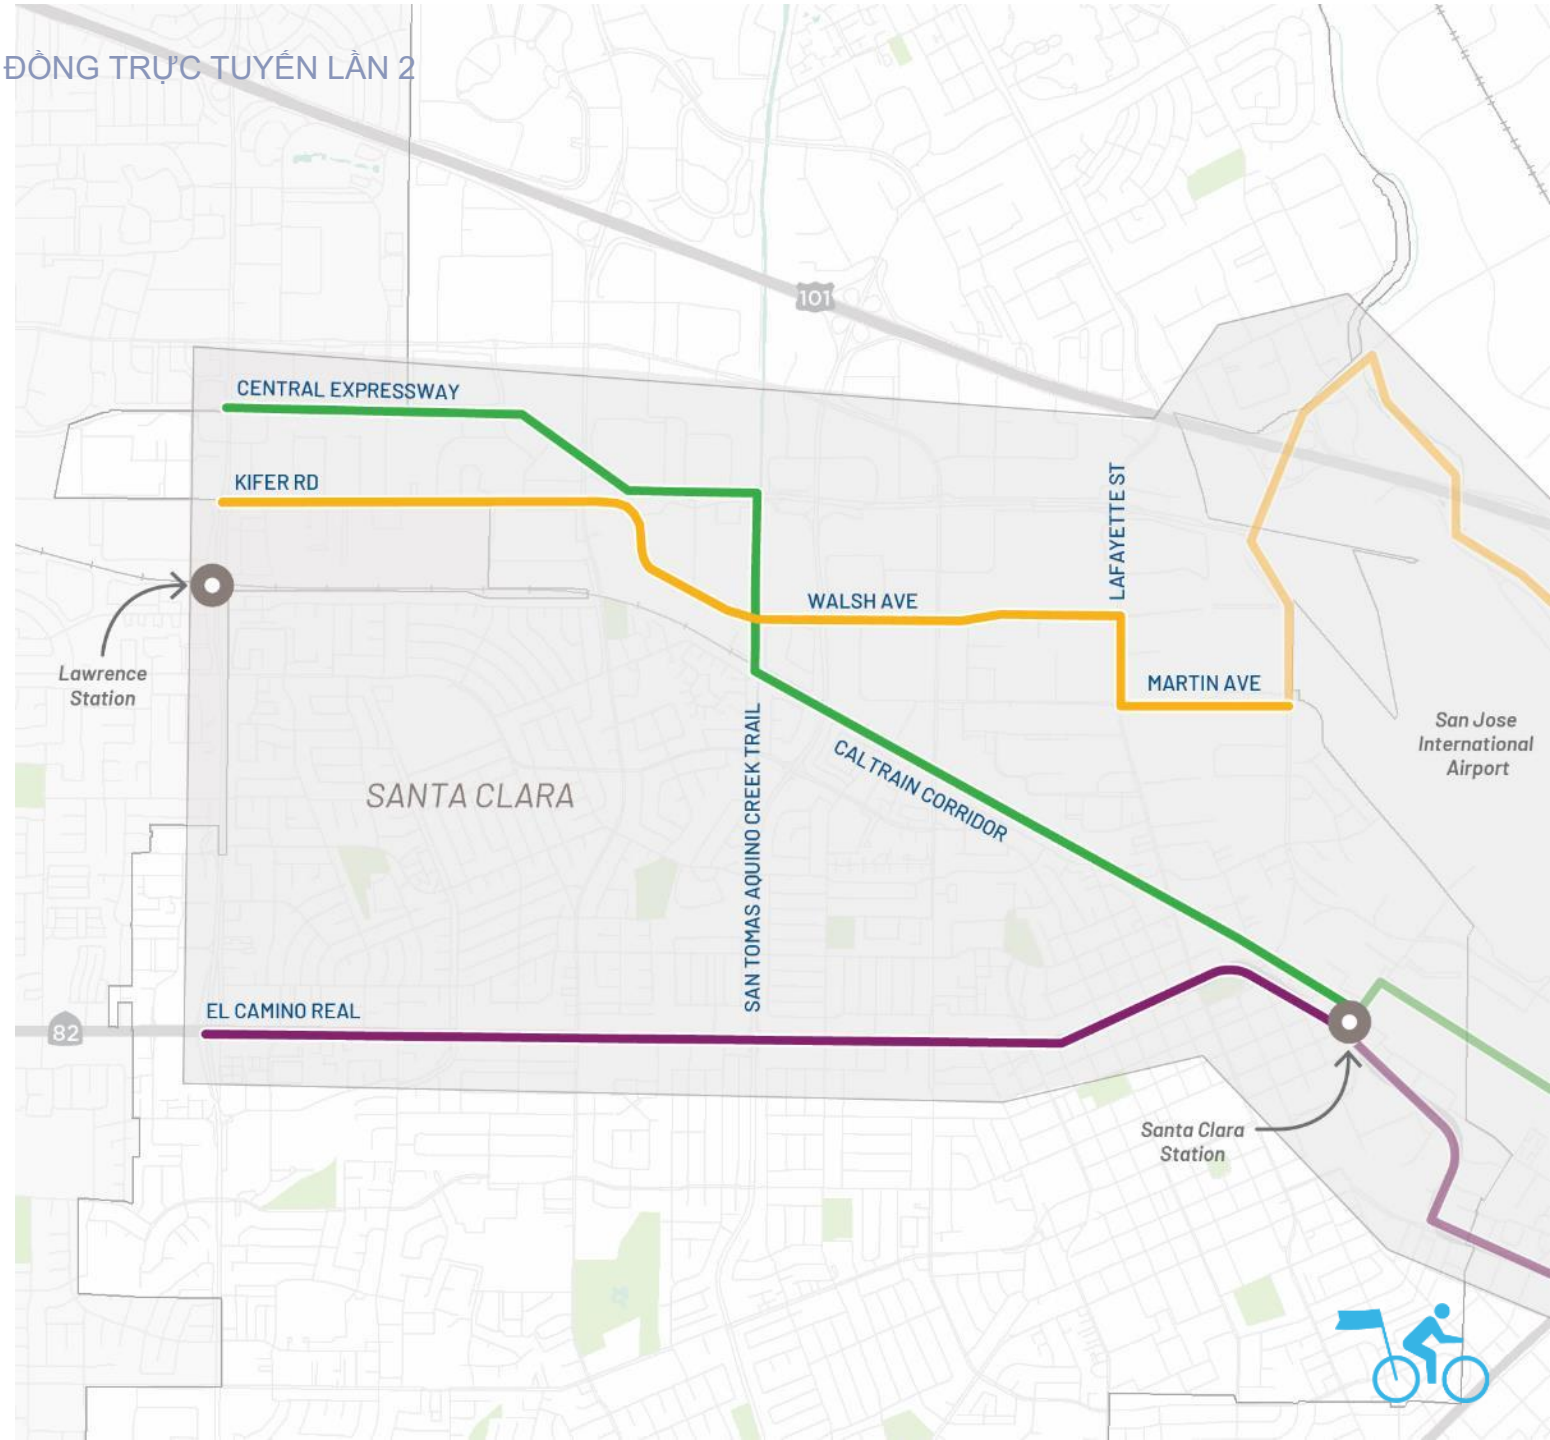 ĐỒNG TRỰC TUYẾN LẦN 2
101
CENTRAL EXPRESSWAY
KIFER RD
LAFAYETTE ST
WALSH AVE
Lawrence
Station
MARTIN AVE
San Jose
International
Airport
SAN TOMAS AQUINO CREEK TRAIL
CALTRAIN CORRIDOR
SANTA CLARA
EL CAMINO REAL
82
Santa Clara
Station